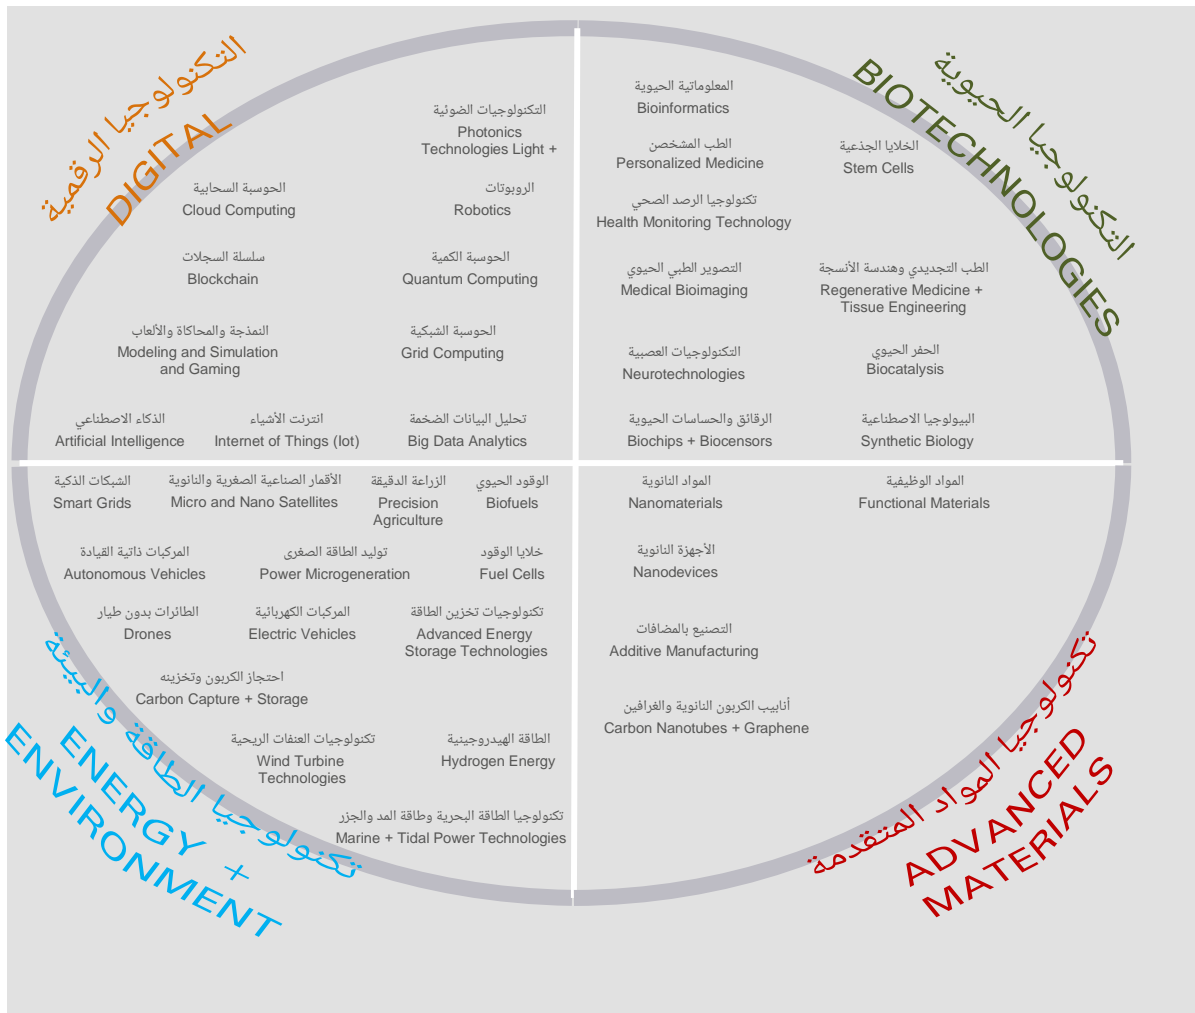 التكنولوجيا الرقمية
DIGITAL
التكنولوجيات الضوئية
Photonics
Technologies Light +
الحوسبة السحابية
Cloud Computing
الروبوتات
Robotics
سلسلة السجلات
Blockchain
الحوسبة الكمية
Quantum Computing
النمذجة والمحاكاة والألعاب
Modeling and Simulation
and Gaming
الحوسبة الشبكية
Grid Computing
الذكاء الاصطناعي
Artificial Intelligence
انترنت الأشياء
Internet of Things (Iot)
تحليل البيانات الضخمة
Big Data Analytics
التكنولوجيا الحيوية
BIOTECHNOLOGIES
المعلوماتية الحيوية
Bioinformatics
الطب المشخصن
Personalized Medicine
الخلايا الجذعية
Stem Cells
تكنولوجيا الرصد الصحي
Health Monitoring Technology
التصوير الطبي الحيوي
Medical Bioimaging
الطب التجديدي وهندسة الأنسجة
Regenerative Medicine +
Tissue Engineering
التكنولوجيات العصبية
Neurotechnologies
الحفر الحيوي
Biocatalysis
الرقائق والحساسات الحيوية
Biochips + Biocensors
البيولوجيا الاصطناعية
Synthetic Biology
الشبكات الذكية
Smart Grids
الأقمار الصناعية الصغرية والنانوية
Micro and Nano Satellites
الزراعة الدقيقة
Precision
Agriculture
الوقود الحيوي
Biofuels
المركبات ذاتية القيادة
Autonomous Vehicles
توليد الطاقة الصغرى
Power Microgeneration
خلايا الوقود
Fuel Cells
الطائرات بدون طيار
Drones
المركبات الكهربائية
Electric Vehicles
تكنولوجيات تخزين الطاقة
Advanced Energy
Storage Technologies
احتجاز الكربون وتخزينه
Carbon Capture + Storage
تكنولوجيات العنفات الريحية
Wind Turbine
Technologies
الطاقة الهيدروجينية
Hydrogen Energy
تكنولوجيا الطاقة البحرية وطاقة المد والجزر
Marine + Tidal Power Technologies
تكنولوجيا الطاقة والبيئة
ENERGY +
ENVIRONMENT
المواد النانوية
Nanomaterials
المواد الوظيفية
Functional Materials
الأجهزة النانوية
Nanodevices
التصنيع بالمضافات
Additive Manufacturing
أنابيب الكربون النانوية والغرافين
Carbon Nanotubes + Graphene
تكنولوجيا المواد المتقدمة
ADVANCED
MATERIALS